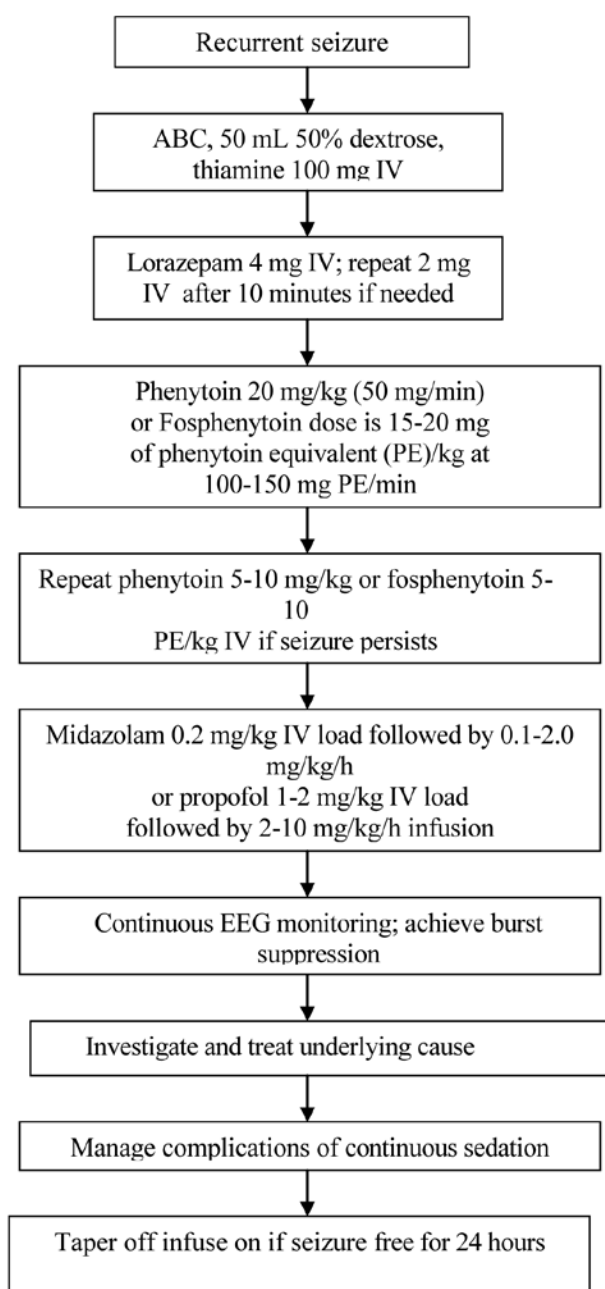 Recurrent seizure
ABC, 50 mL 50% dextrose,
thiamine 100 mg IV
Lorazepam 4 mg IV; repeat 2 mg
IV after 10 minutes if needed
Phenytoin 20 mg/kg (50 mg/min)
or Fosphenytoin dose is 15-20 mg
of phenytoin equivalent (PE)/kg at
100-150 mg PE/min
Repeat phenytoin 5-10 mg/kg or fosphenytoin 5-
10
PE/kg IV if seizure persists
Midazolam 0.2 mg/kg IV load followed by 0.1-2.0
mg/kg/h
or propofol 1-2 mg/kg IV load
followed by 2-10 mg/kg/h infusion
Continuous EEG monitoring; achieve burst
suppression
Investigate and treat underlying cause
Manage complications of continuous sedation
Taper off infuse on if seizure free for 24 hours